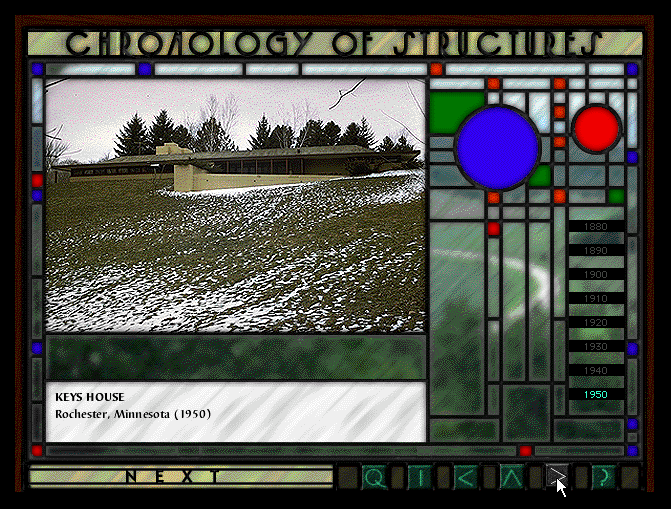 CHRONOLOGY OF STRUCTURES
1880
1890
1900
1910
1920
1930
1940
1950
KEYS HOUSE
Rochester, Minnesota (1950)
NEXT
Q I < Λ > ?